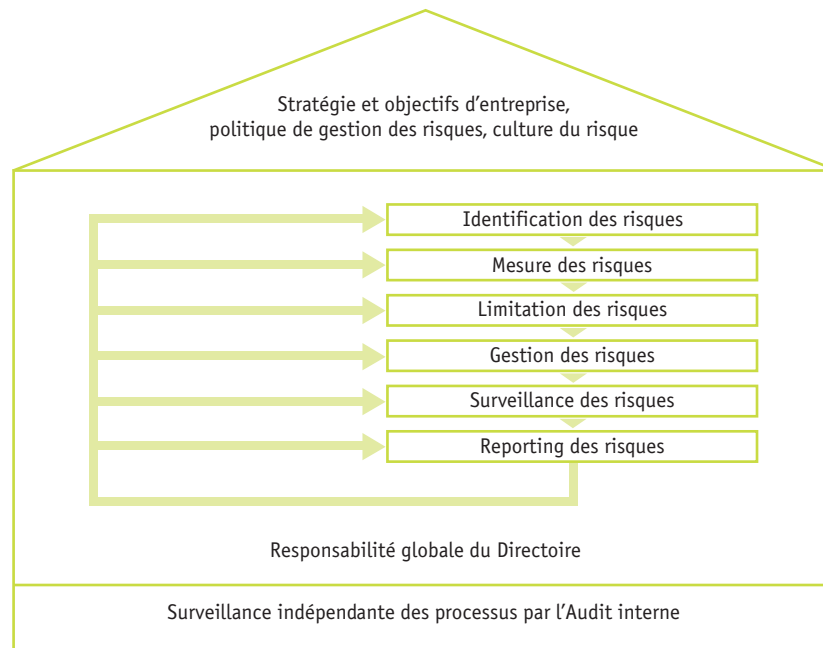 Stratégie et objectifs d’entreprise,
politique de gestion des risques, culture du risque
Identification des risques
Mesure des risques
Limitation des risques
Gestion des risques
Surveillance des risques
Reporting des risques
Responsabilité globale du Directoire
Surveillance indépendante des processus par l’Audit interne